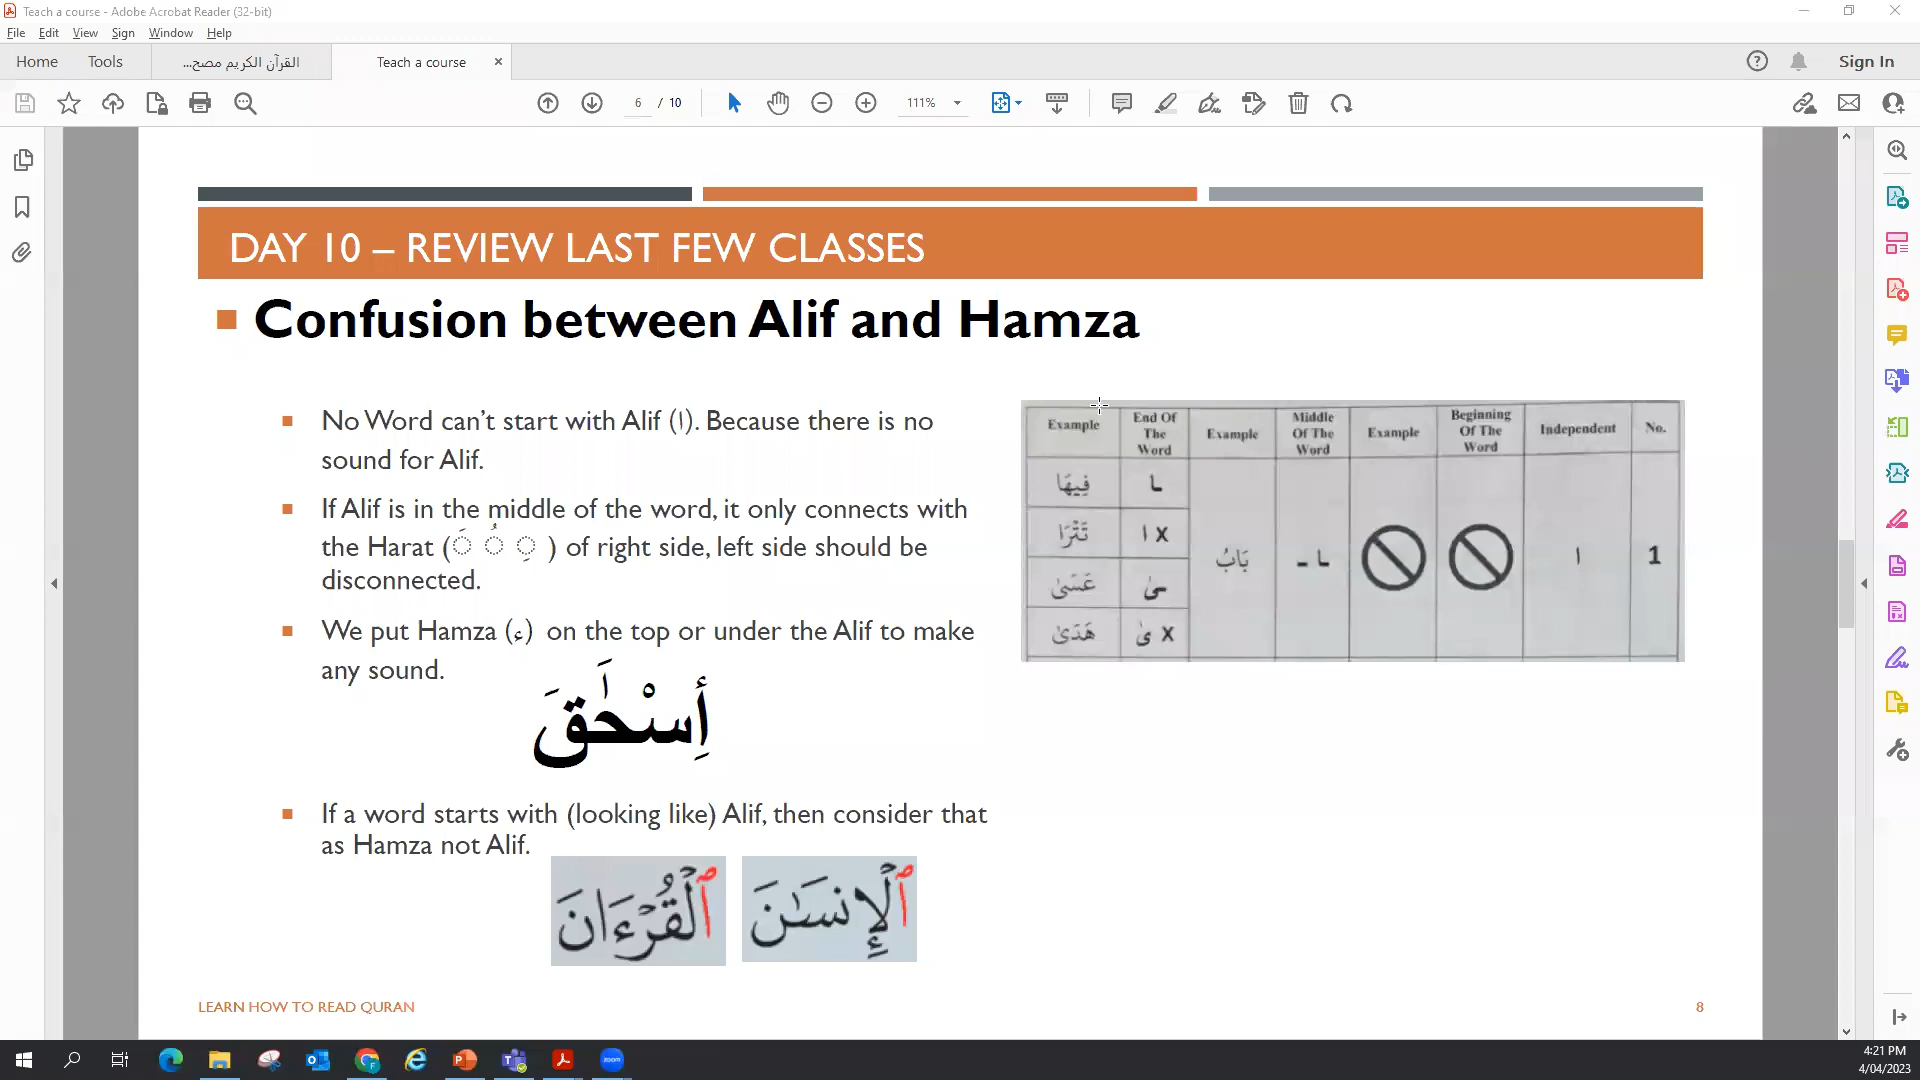 Teach a course - Adobe Acrobat Reader (32-bit)
File Edit View Sign Window Help
Home Tools القرآن الكريم مصح... Teach a course × Sign In
6 / 10 111%
DAY 10 – REVIEW LAST FEW CLASSES
Confusion between Alif and Hamza
No Word can't start with Alif (ا). Because there is no
sound for Alif.
If Alif is in the middle of the word, it only connects with
the Harat (◌َ ◌ُ ◌ِ ) of right side, left side should be
disconnected.
We put Hamza (ء) on the top or under the Alif to make
any sound.
أِسْحَٰقَ
If a word starts with (looking like) Alif, then consider that
as Hamza not Alif.
ٱلْقُرْءَانَ ٱلْإِنسَٰنَ
Example End Of The Word Example Middle Of The Word Example Beginning Of The Word Independent No.
فِيهَا ـا
تَتْرَا ا X
بَابُ ـا - ا 1
عَسَىٰ ـىٰ
هَدَىٰ ىٰ X
LEARN HOW TO READ QURAN
8
zoom
4:21 PM
4/04/2023